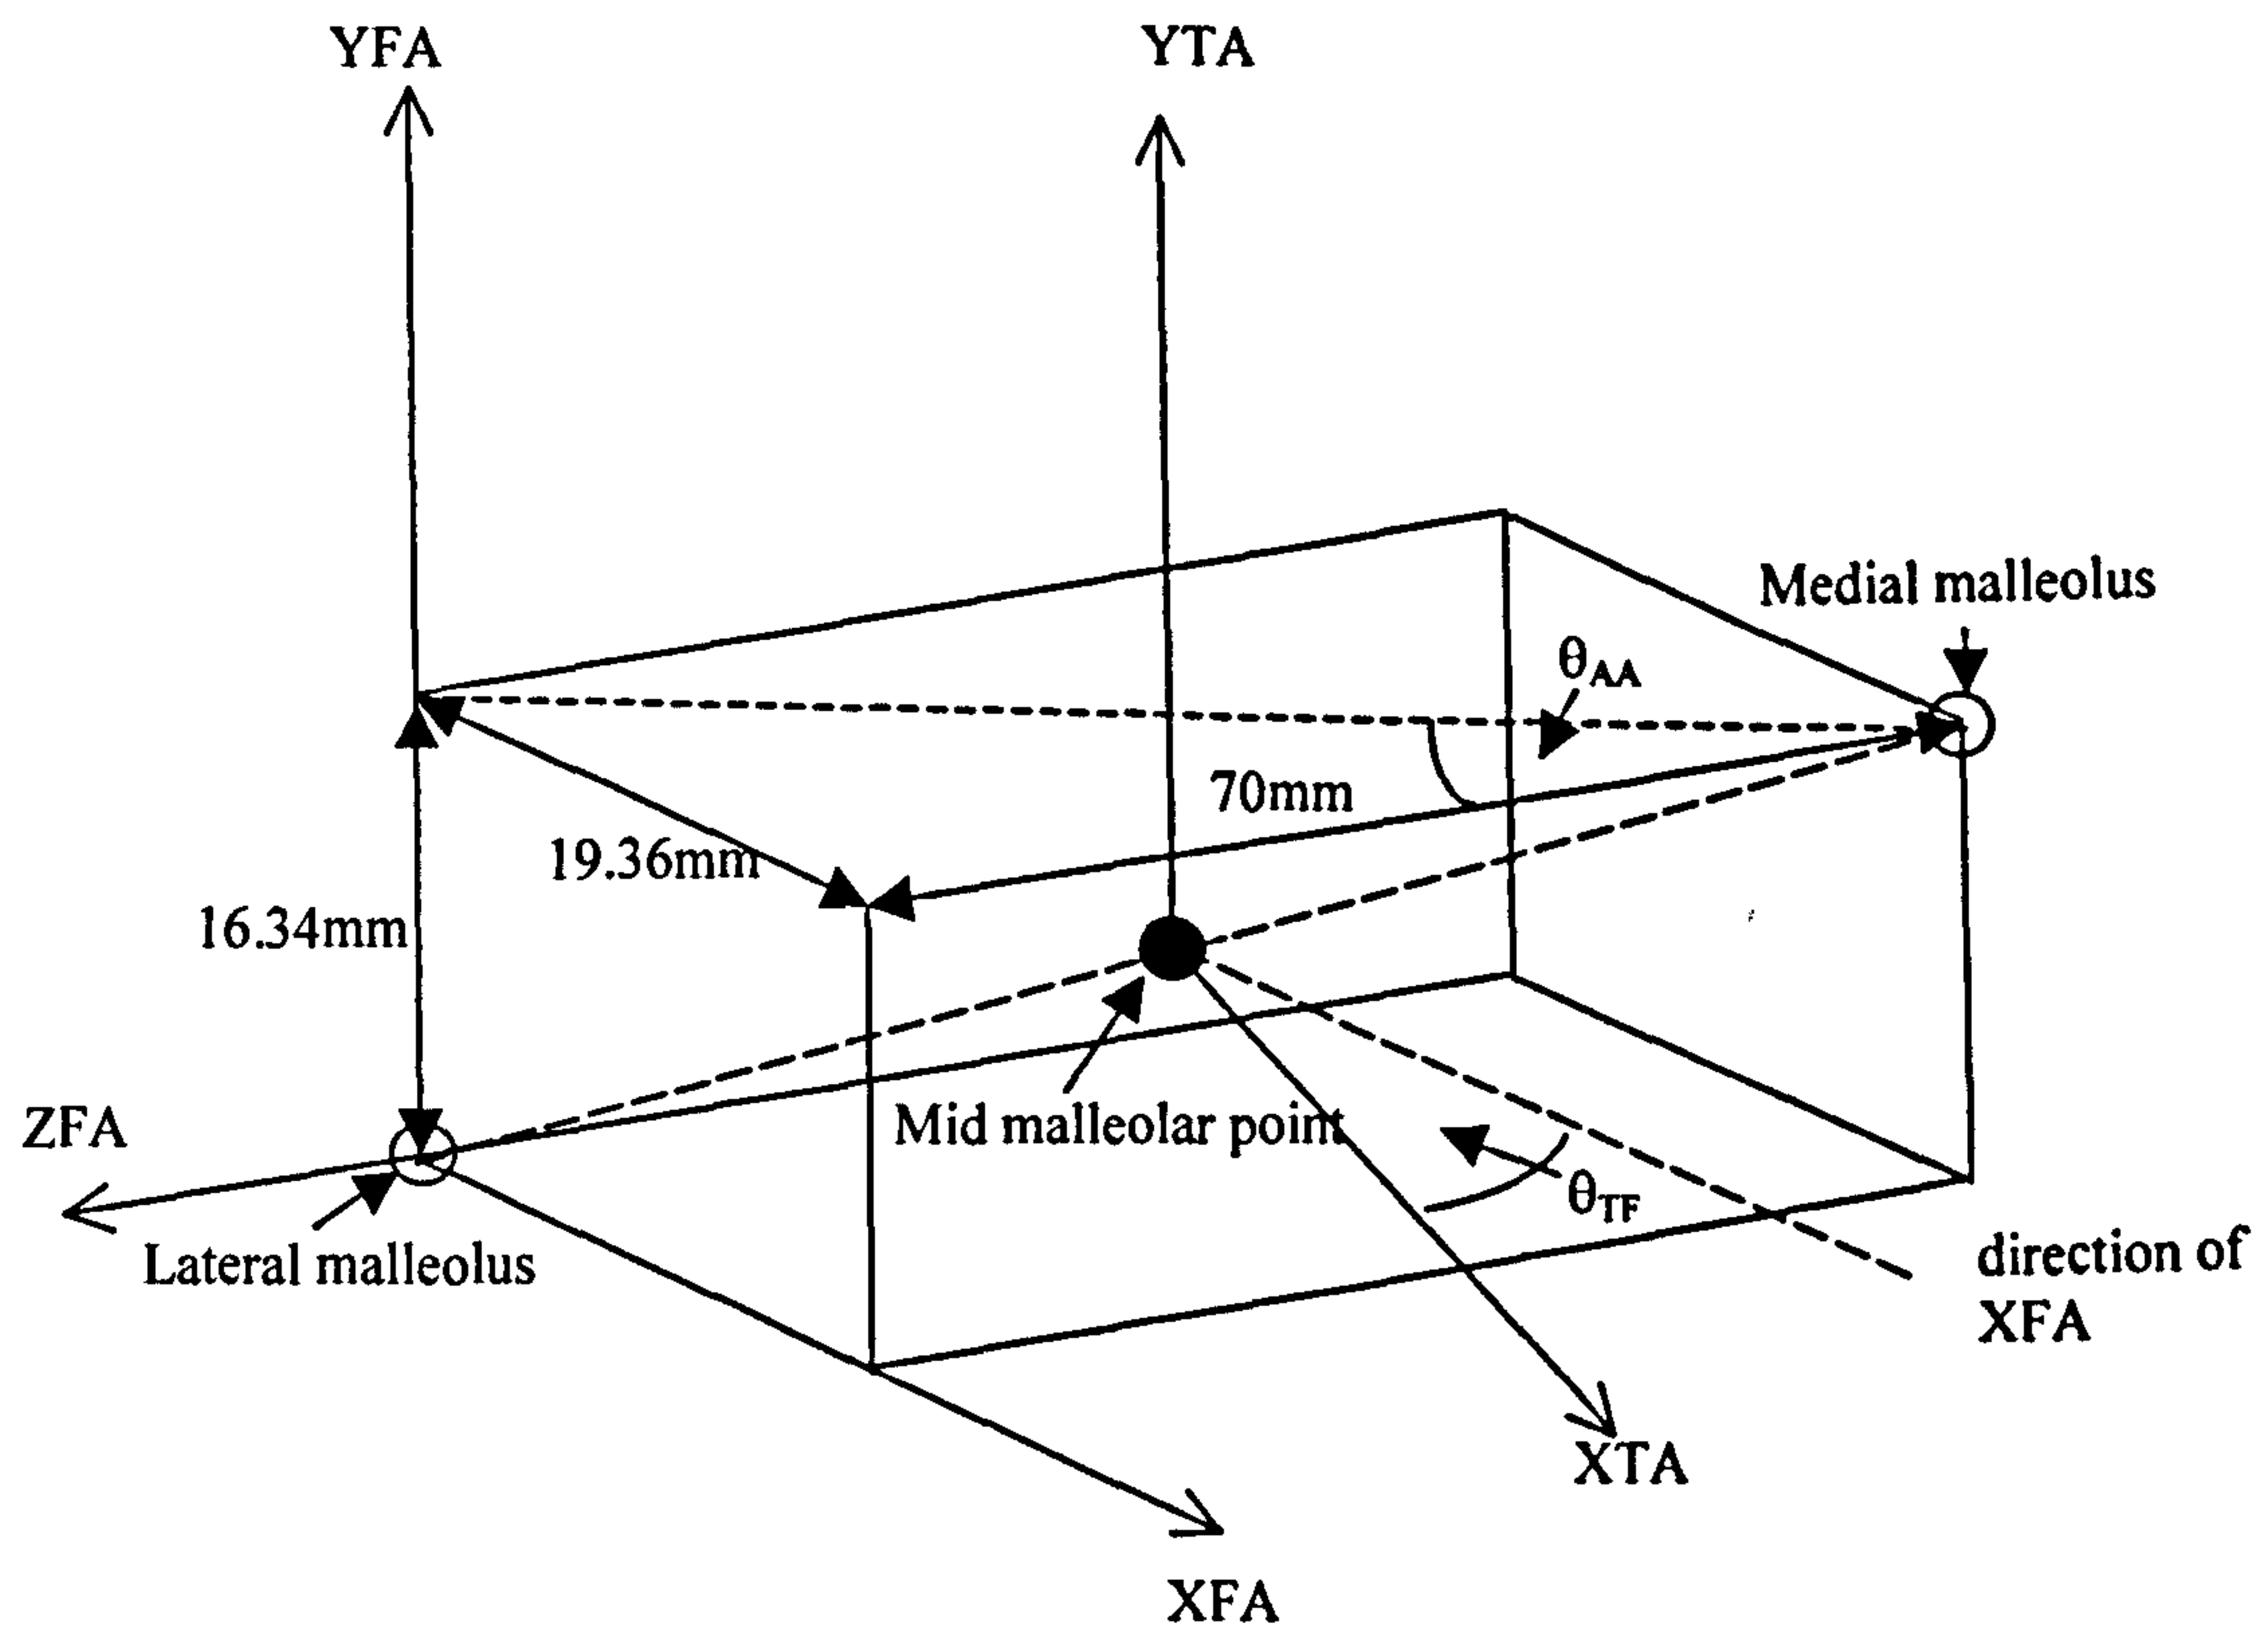 YFA
YTA
Medial malleolus
θAA
70mm
19.36mm
16.34mm
ZFA
Mid malleolar point
θTF
Lateral malleolus
direction of
XFA
XTA
XFA